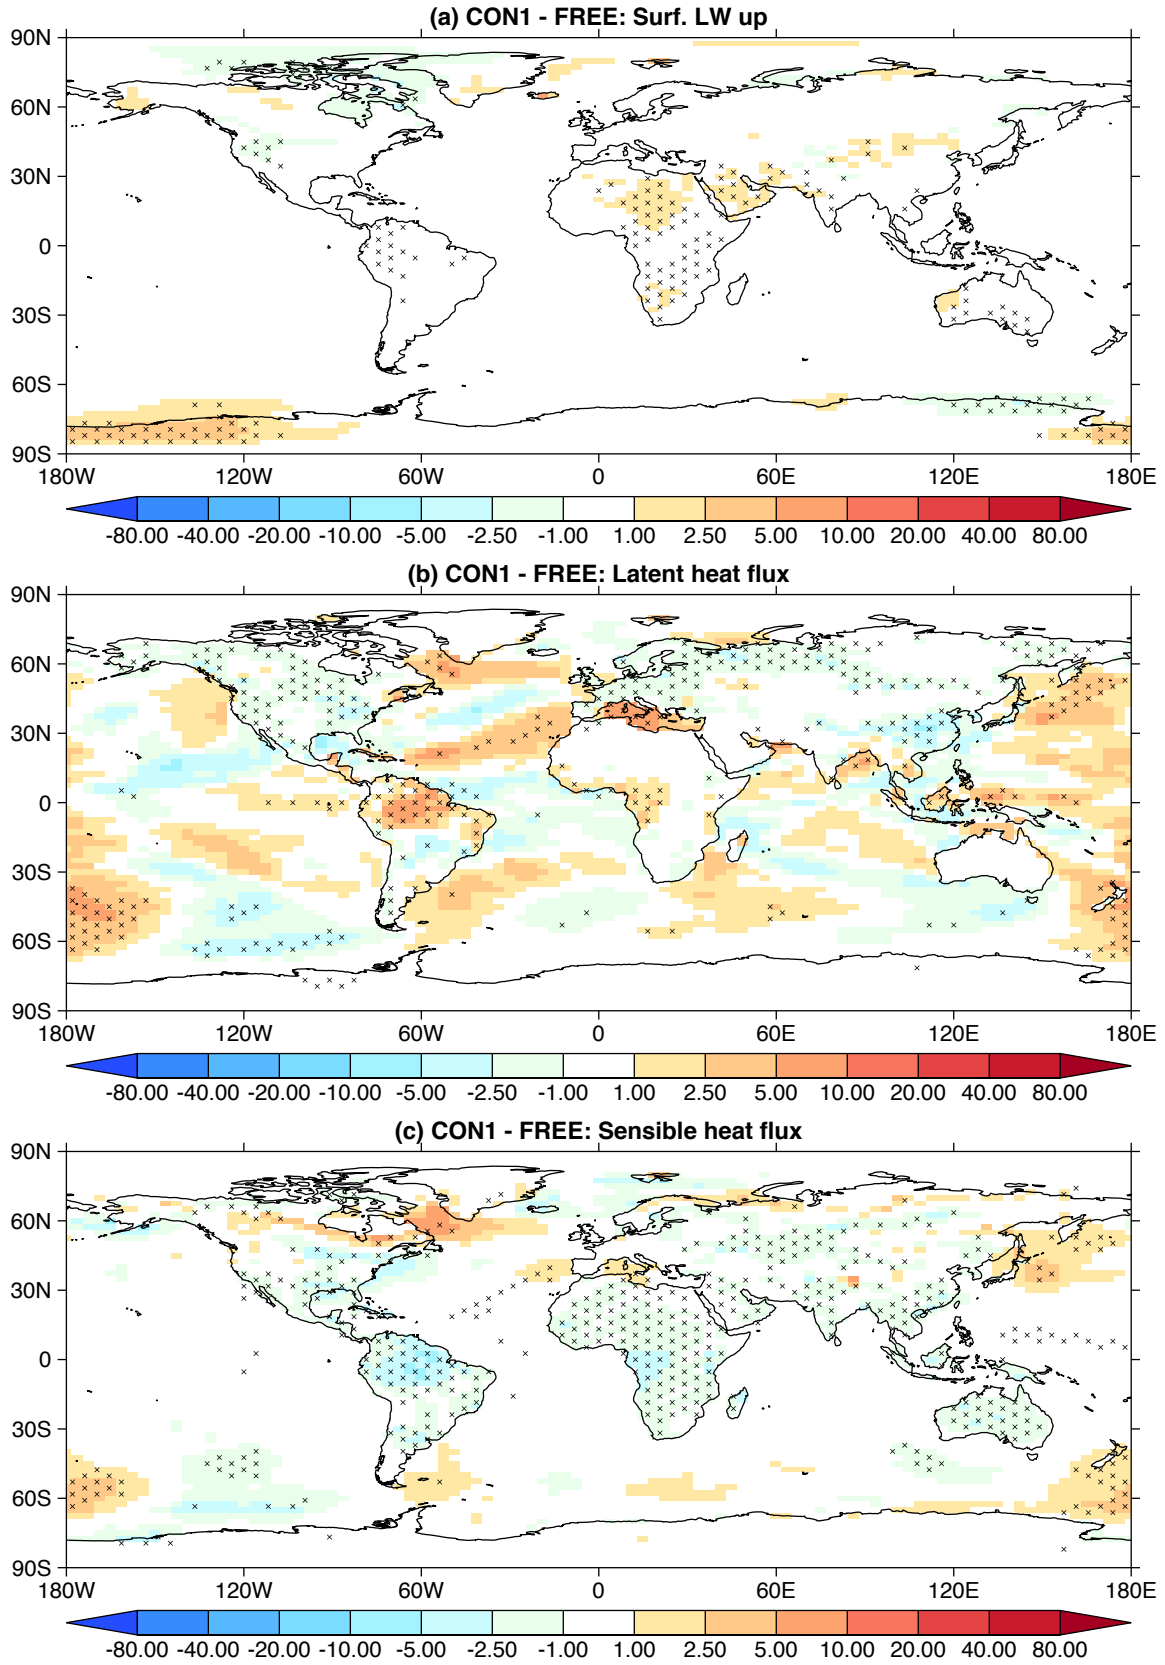 (a) CON1 - FREE: Surf. LW up
90N
60N
30N
0
30S
60S
90S
180W 120W 60W 0 60E 120E 180E
-80.00 -40.00 -20.00 -10.00 -5.00 -2.50 -1.00 1.00 2.50 5.00 10.00 20.00 40.00 80.00
(b) CON1 - FREE: Latent heat flux
90N
60N
30N
0
30S
60S
90S
180W 120W 60W 0 60E 120E 180E
-80.00 -40.00 -20.00 -10.00 -5.00 -2.50 -1.00 1.00 2.50 5.00 10.00 20.00 40.00 80.00
(c) CON1 - FREE: Sensible heat flux
90N
60N
30N
0
30S
60S
90S
180W 120W 60W 0 60E 120E 180E
-80.00 -40.00 -20.00 -10.00 -5.00 -2.50 -1.00 1.00 2.50 5.00 10.00 20.00 40.00 80.00